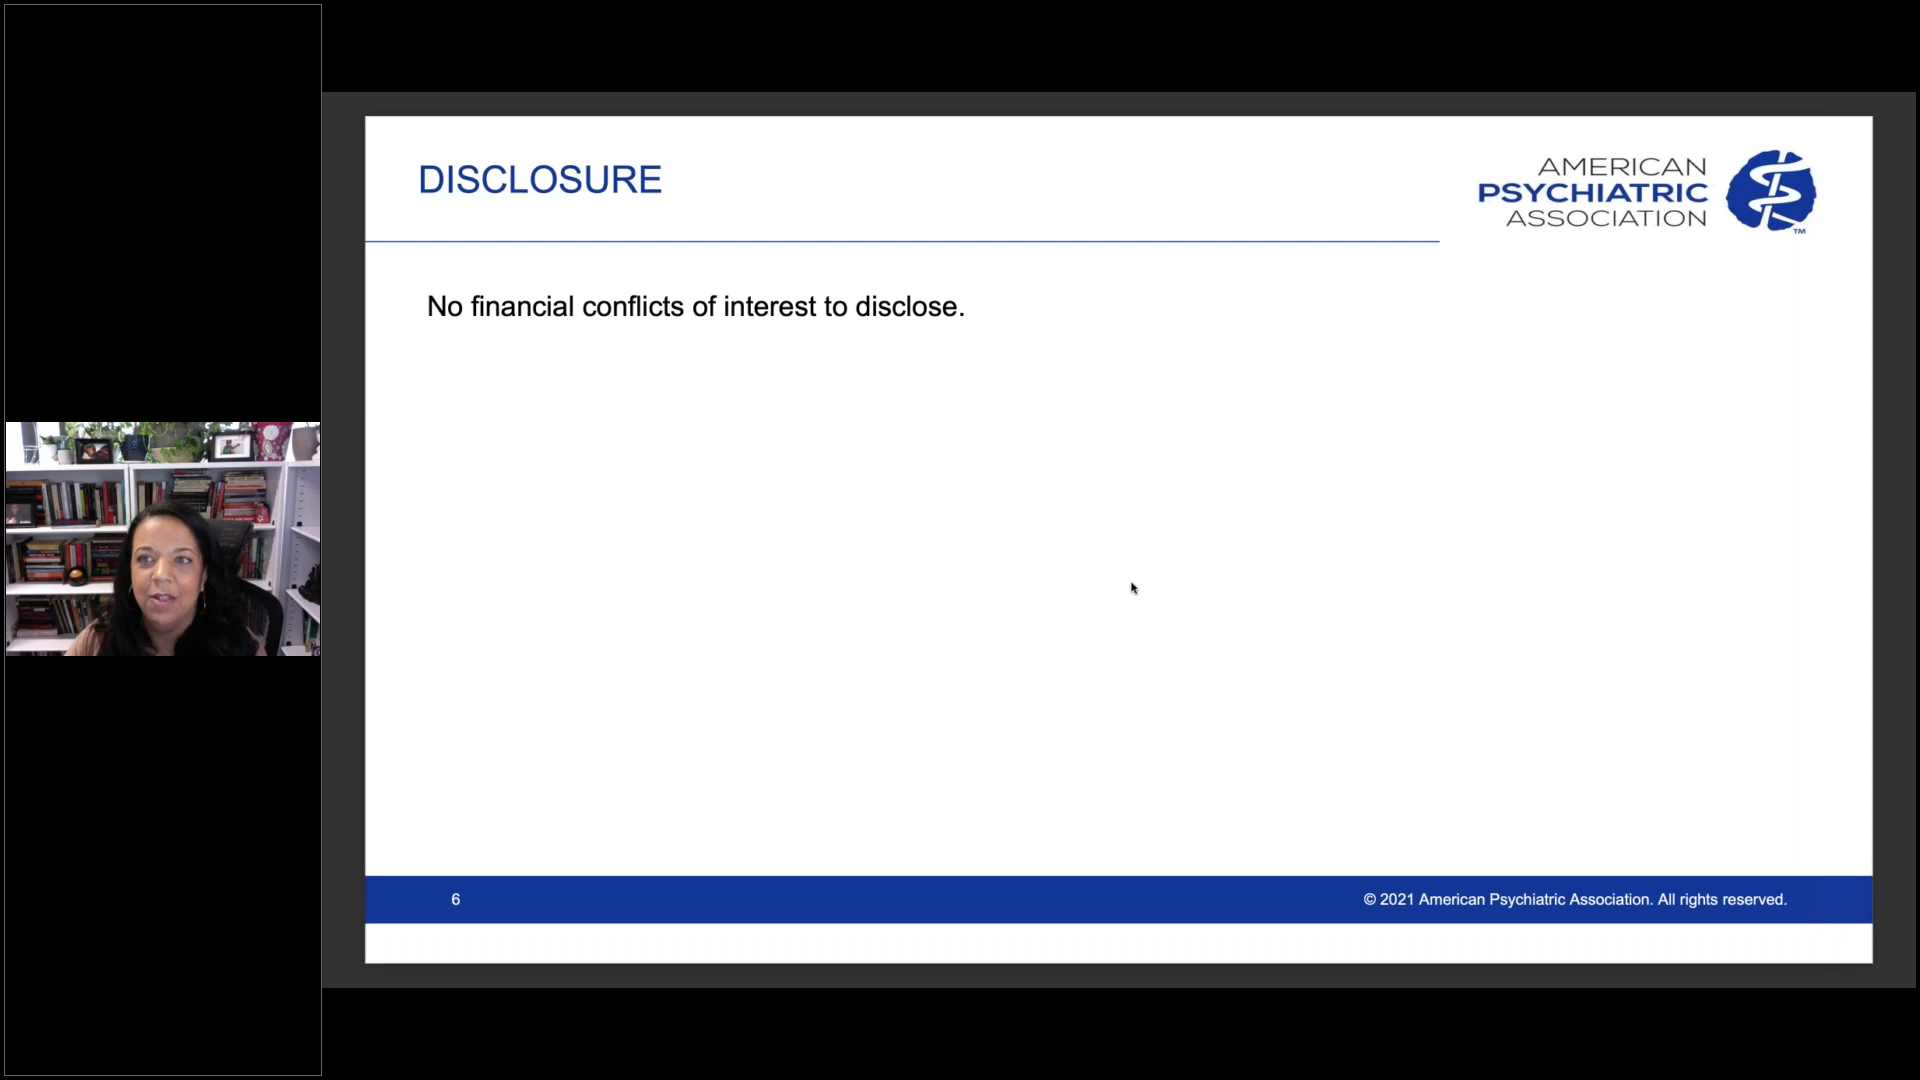 DISCLOSURE
AMERICAN
PSYCHIATRIC
ASSOCIATION
TM
No financial conflicts of interest to disclose.
6
© 2021 American Psychiatric Association. All rights reserved.